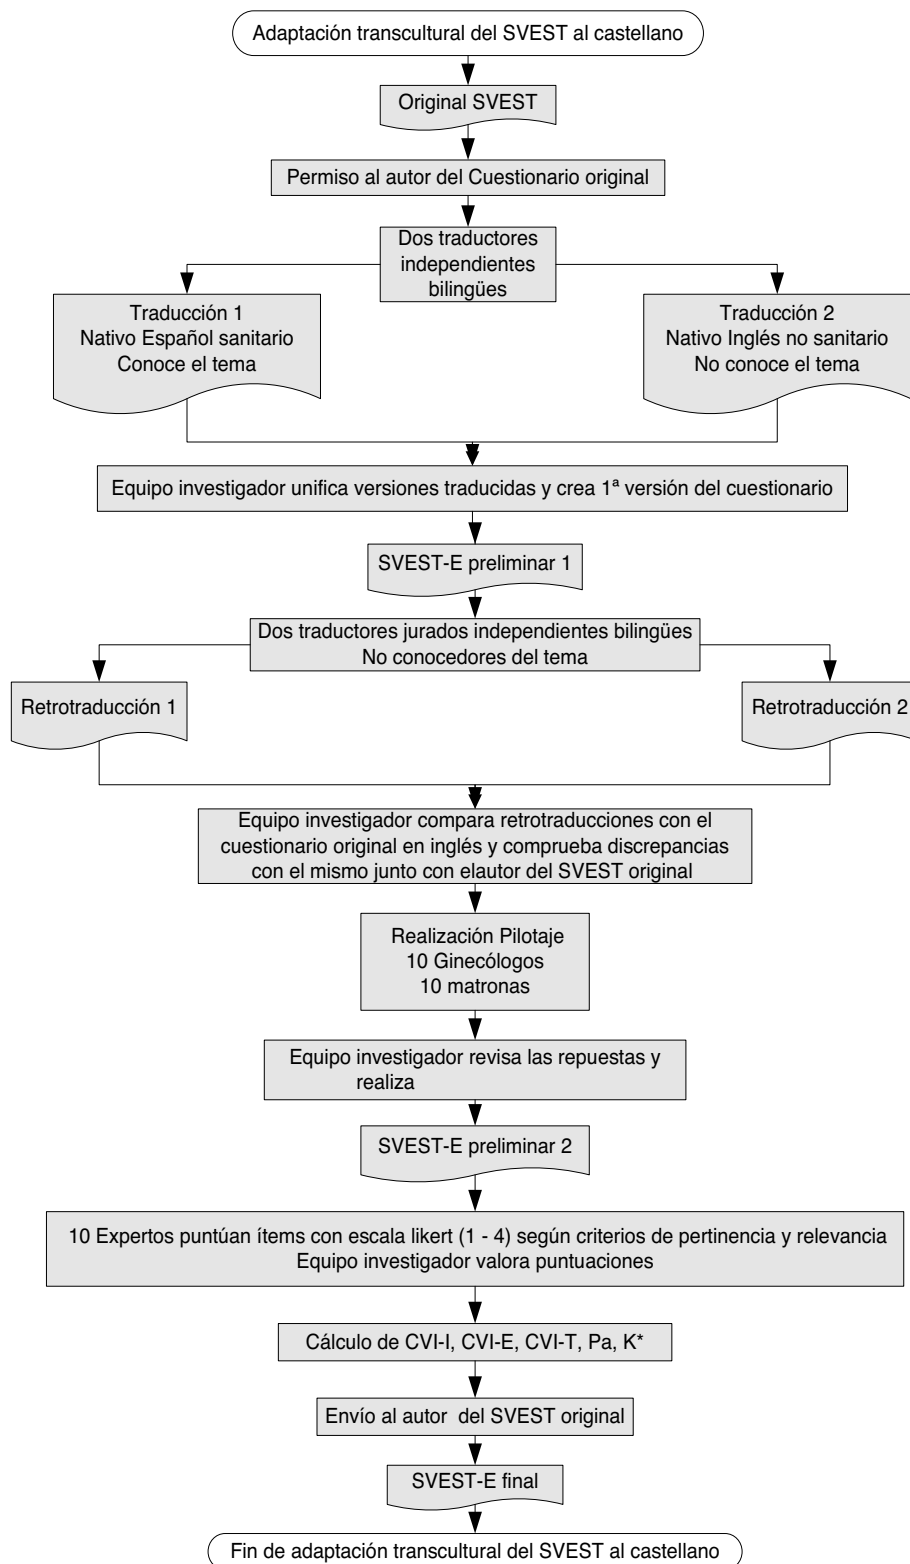 Adaptación transcultural del SVEST al castellano
Original SVEST
Permiso al autor del Cuestionario original
Dos traductores
independientes
bilingües
Traducción 1
Nativo Español sanitario
Conoce el tema
Traducción 2
Nativo Inglés no sanitario
No conoce el tema
Equipo investigador unifica versiones traducidas y crea 1ª versión del cuestionario
SVEST-E preliminar 1
Dos traductores jurados independientes bilingües
No conocedores del tema
Retrotraducción 1
Retrotraducción 2
Equipo investigador compara retrotraducciones con el
cuestionario original en inglés y comprueba discrepancias
con el mismo junto con elautor del SVEST original
Realización Pilotaje
10 Ginecólogos
10 matronas
Equipo investigador revisa las repuestas y
realiza
SVEST-E preliminar 2
10 Expertos puntúan ítems con escala likert (1 - 4) según criterios de pertinencia y relevancia
Equipo investigador valora puntuaciones
Cálculo de CVI-I, CVI-E, CVI-T, Pa, K*
Envío al autor del SVEST original
SVEST-E final
Fin de adaptación transcultural del SVEST al castellano